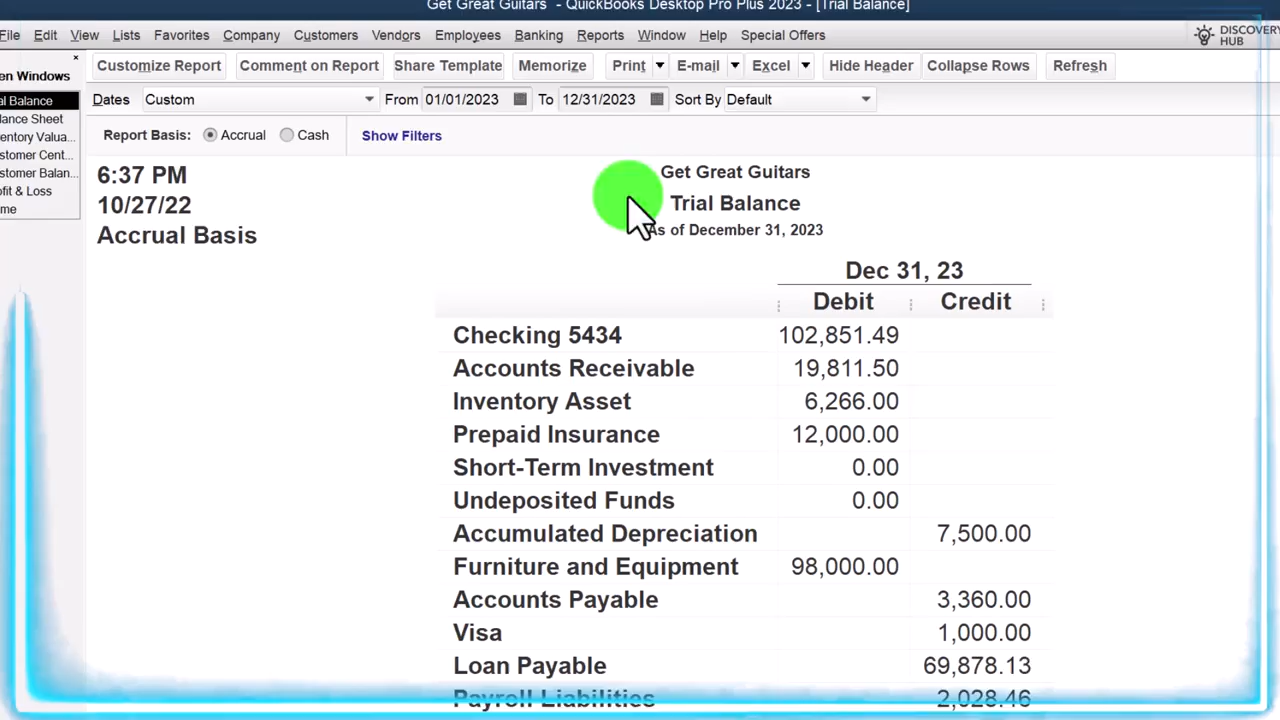 Get Great Guitars - QuickBooks Desktop Pro Plus 2023 - [Trial Balance]
File Edit View Lists Favorites Company Customers Vendors Employees Banking Reports Window Help Special Offers DISCOVERY HUB
en Windows
Customize Report Comment on Report Share Template Memorize Print E-mail Excel Hide Header Collapse Rows Refresh
al Balance
lance Sheet
entory Valua...
stomer Cent...
stomer Balan...
ofit & Loss
me
Dates Custom From 01/01/2023 To 12/31/2023 Sort By Default
Report Basis: Accrual Cash Show Filters
6:37 PM
10/27/22
Accrual Basis
Get Great Guitars
Trial Balance
As of December 31, 2023
Dec 31, 23
Debit Credit
Checking 5434 102,851.49
Accounts Receivable 19,811.50
Inventory Asset 6,266.00
Prepaid Insurance 12,000.00
Short-Term Investment 0.00
Undeposited Funds 0.00
Accumulated Depreciation 7,500.00
Furniture and Equipment 98,000.00
Accounts Payable 3,360.00
Visa 1,000.00
Loan Payable 69,878.13
Payroll Liabilities 2,028.46